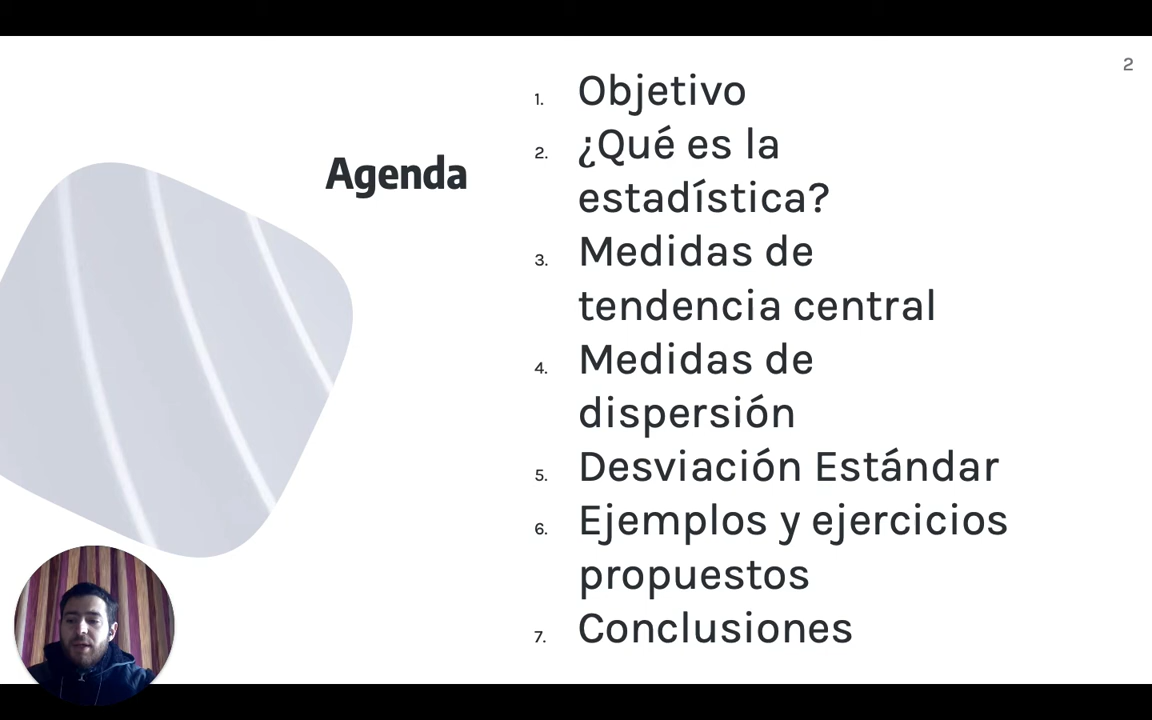 2
Agenda
1. Objetivo
2. ¿Qué es la
estadística?
3. Medidas de
tendencia central
4. Medidas de
dispersión
5. Desviación Estándar
6. Ejemplos y ejercicios
propuestos
7. Conclusiones